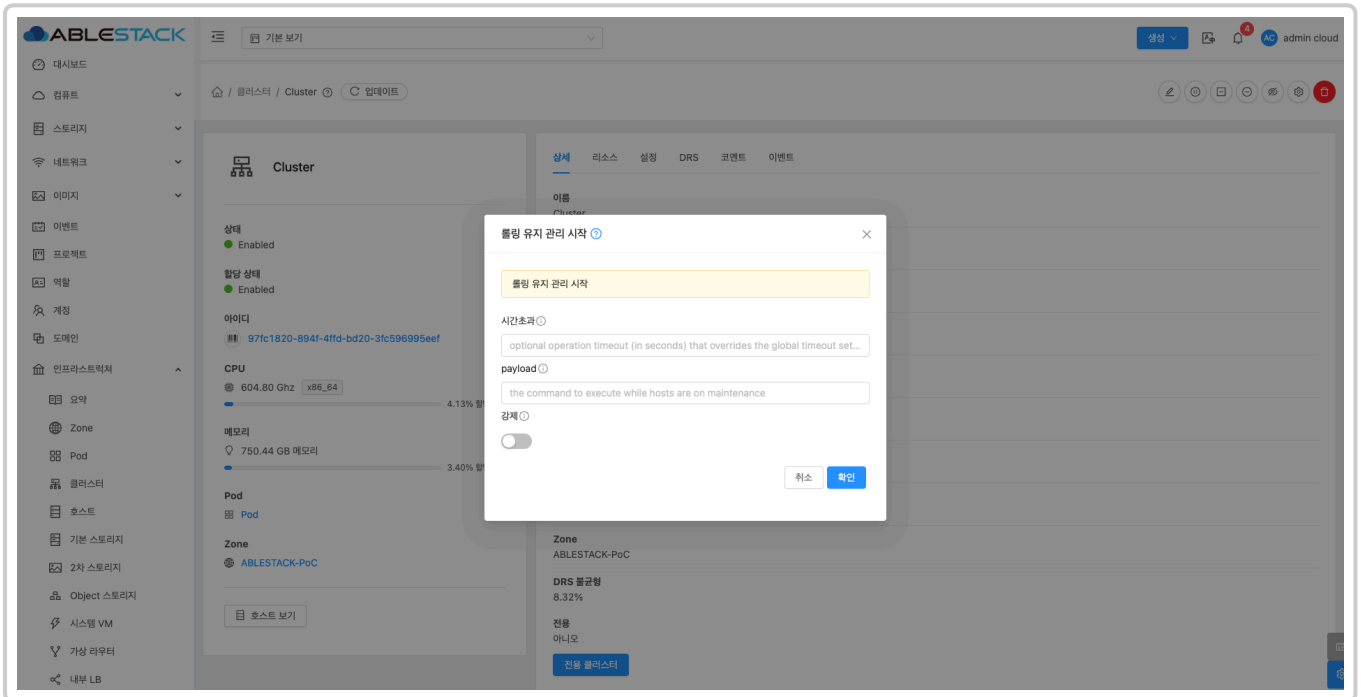 ABLESTACK
기본 보기
생성
4
AC admin cloud
대시보드
컴퓨트
스토리지
네트워크
이미지
이벤트
프로젝트
역할
계정
도메인
인프라스트럭쳐
요약
Zone
Pod
클러스터
호스트
기본 스토리지
2차 스토리지
Object 스토리지
시스템 VM
가상 라우터
내부 LB
/ 클러스터 / Cluster 업데이트
Cluster
상태
Enabled
할당 상태
Enabled
아이디
97fc1820-894f-4ffd-bd20-3fc596995eef
CPU
604.80 Ghz x86_64
4.13%
메모리
750.44 GB 메모리
3.40%
Pod
Pod
Zone
ABLESTACK-PoC
호스트 보기
상세 리소스 설정 DRS 코멘트 이벤트
이름
Cluster
롤링 유지 관리 시작
롤링 유지 관리 시작
시간초과
optional operation timeout (in seconds) that overrides the global timeout set...
payload
the command to execute while hosts are on maintenance
강제
취소 확인
Zone
ABLESTACK-PoC
DRS 불균형
8.32%
전용
아니오
전용 클러스터